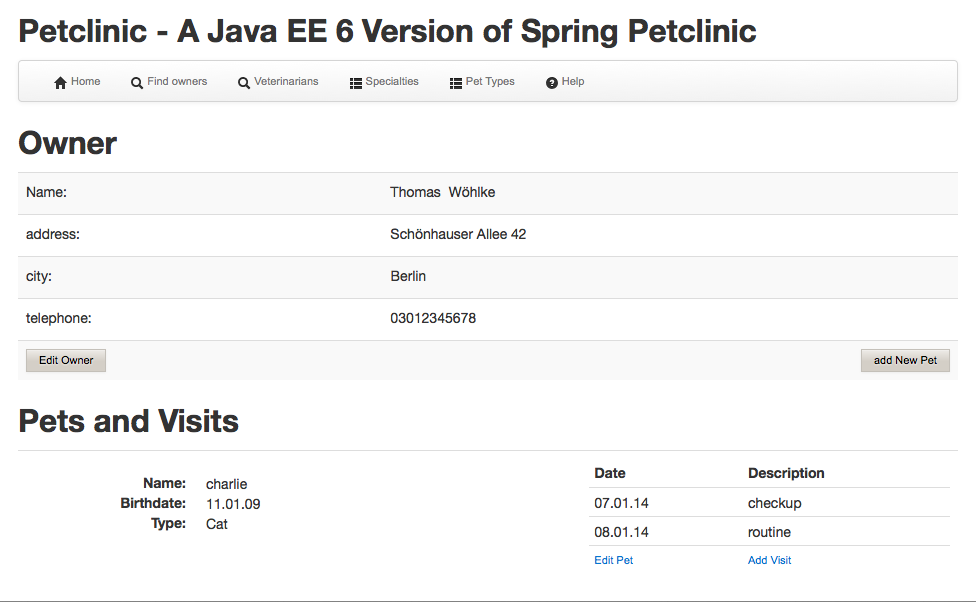 Petclinic - A Java EE 6 Version of Spring Petclinic
Home Find owners Veterinarians Specialties Pet Types Help
Owner
Name: Thomas Wöhlke
address: Schönhauser Allee 42
city: Berlin
telephone: 03012345678
Edit Owner add New Pet
Pets and Visits
Name: charlie
Birthdate: 11.01.09
Type: Cat
Date Description
07.01.14 checkup
08.01.14 routine
Edit Pet Add Visit